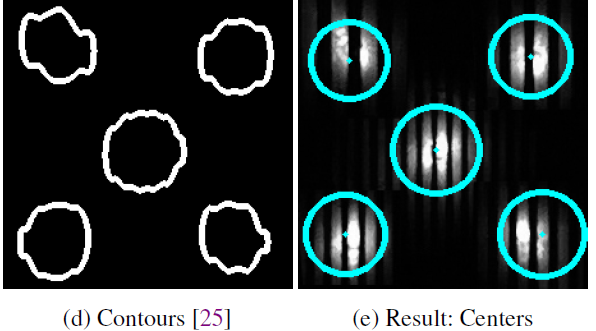 (d) Contours [25]
(e) Result: Centers